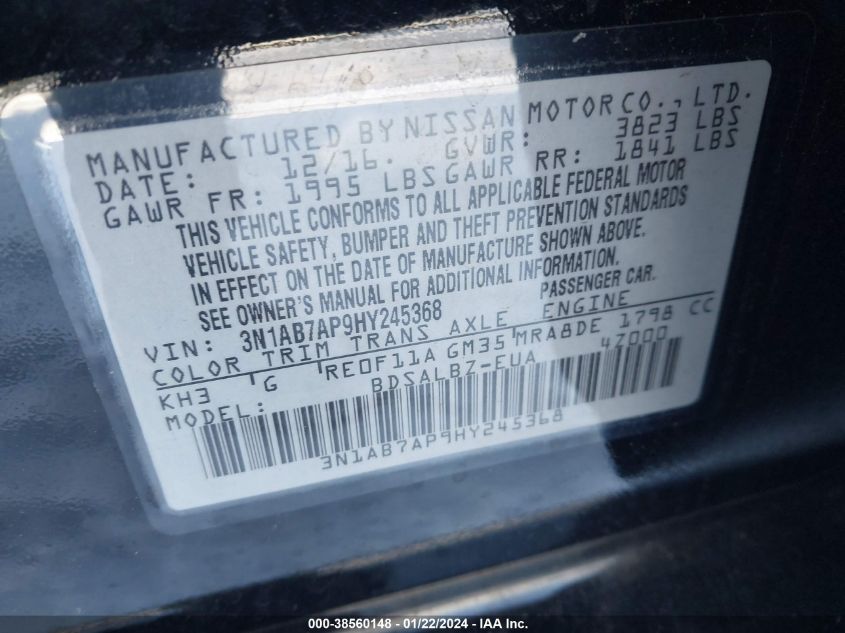 MANUFACTURED BY NISSAN MOTOR CO., LTD.
DATE: 12/16. GVWR: 3823 LBS
GAWR FR: 1995 LBS GAWR RR: 1841 LBS
THIS VEHICLE CONFORMS TO ALL APPLICABLE FEDERAL MOTOR
VEHICLE SAFETY, BUMPER AND THEFT PREVENTION STANDARDS
IN EFFECT ON THE DATE OF MANUFACTURE SHOWN ABOVE.
SEE OWNER'S MANUAL FOR ADDITIONAL INFORMATION.
VIN: 3N1AB7AP9HY245368 PASSENGER CAR.
COLOR TRIM TRANS AXLE ENGINE
KH3 G RE0F11A GM35 MRA8DE 1798 CC
MODEL: BDSALBZ-EUA 47000
3N1AB7AP9HY245368
000-38560148 - 01/22/2024 - IAA Inc.